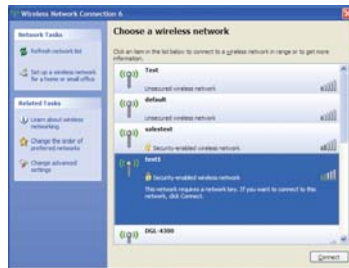 Wireless Network Connection 6
Network Tasks
Refresh network list
Set up a wireless network
for a home or small office
Related Tasks
Learn about wireless
networking
Change the order of
preferred networks
Change advanced
settings
Choose a wireless network
Click an item in the list below to connect to a wireless network in range or to get more
information.
Test
Unsecured wireless network
default
Unsecured wireless network
salestest
Security-enabled wireless network
test1
Security-enabled wireless network
This network requires a network key. If you want to connect to this
network, click Connect.
DGL-4300
Connect